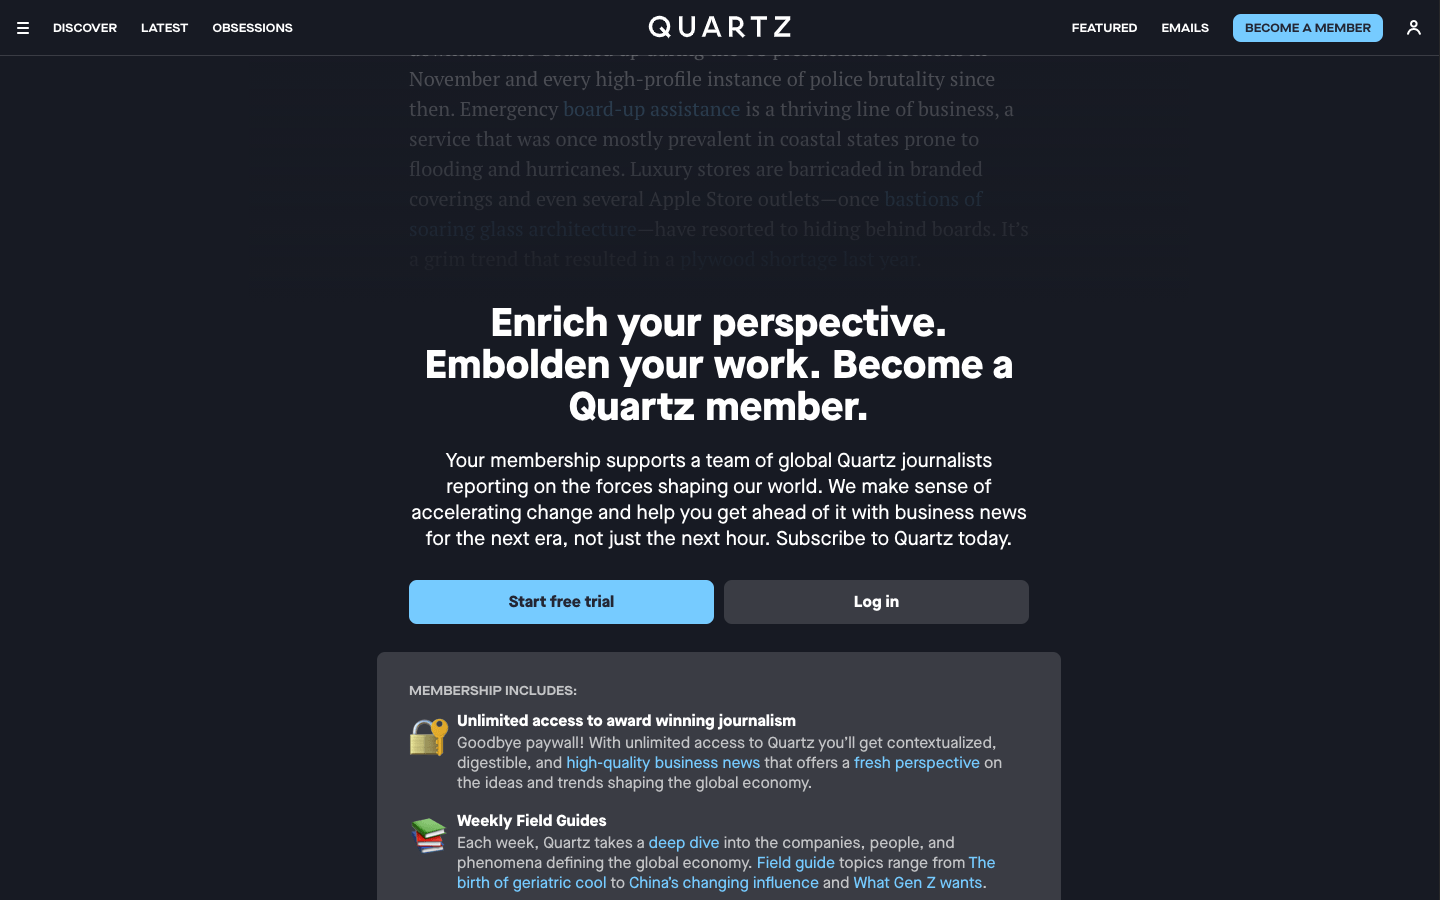 DISCOVER LATEST OBSESSIONS QUARTZ FEATURED EMAILS BECOME A MEMBER
November and every high-profile instance of police brutality since
then. Emergency board-up assistance is a thriving line of business, a
service that was once mostly prevalent in coastal states prone to
flooding and hurricanes. Luxury stores are barricaded in branded
coverings and even several Apple Store outlets—once bastions of
soaring glass architecture—have resorted to hiding behind boards. It’s
a grim trend that resulted in a plywood shortage last year.
Enrich your perspective.
Embolden your work. Become a
Quartz member.
Your membership supports a team of global Quartz journalists
reporting on the forces shaping our world. We make sense of
accelerating change and help you get ahead of it with business news
for the next era, not just the next hour. Subscribe to Quartz today.
Start free trial
Log in
MEMBERSHIP INCLUDES:
Unlimited access to award winning journalism
Goodbye paywall! With unlimited access to Quartz you’ll get contextualized,
digestible, and high-quality business news that offers a fresh perspective on
the ideas and trends shaping the global economy.
Weekly Field Guides
Each week, Quartz takes a deep dive into the companies, people, and
phenomena defining the global economy. Field guide topics range from The
birth of geriatric cool to China’s changing influence and What Gen Z wants.